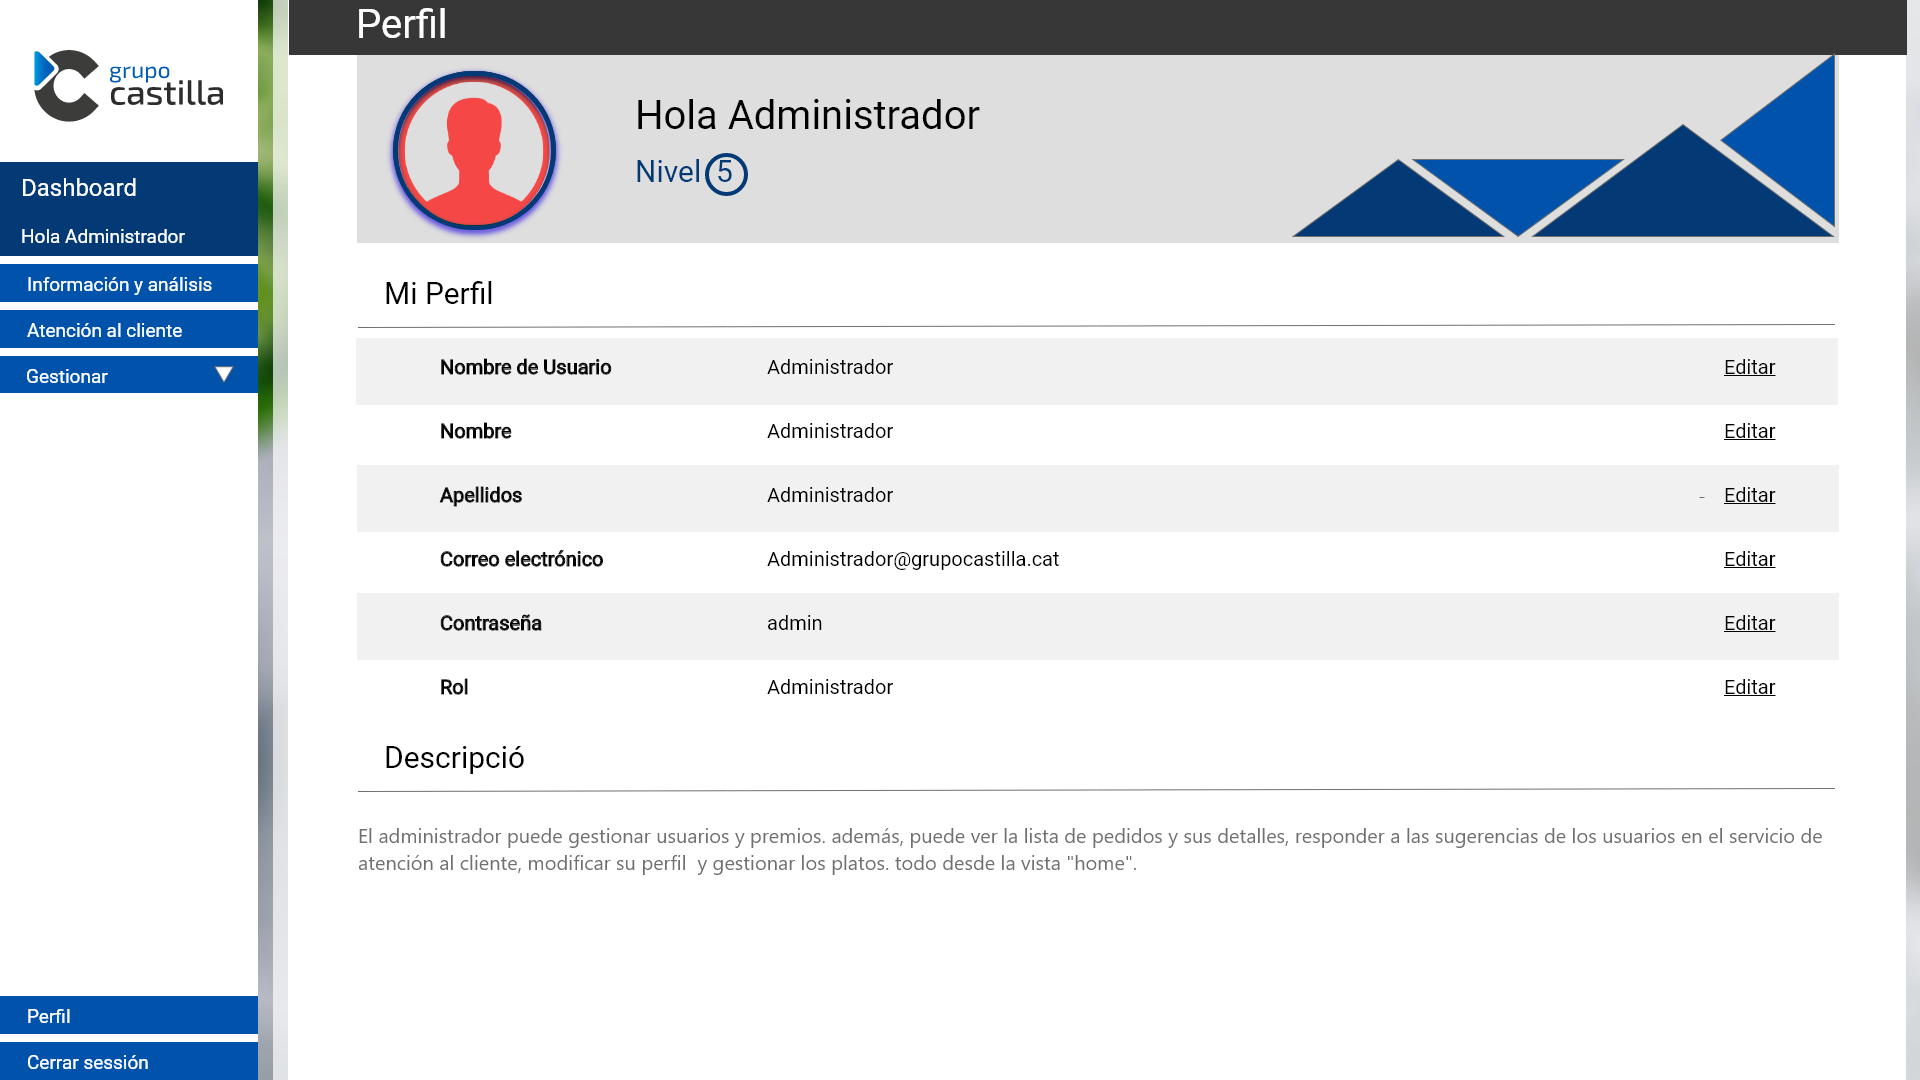 grupo
castilla
Dashboard
Hola Administrador
Información y análisis
Atención al cliente
Gestionar
Perfil
Cerrar sessión
Perfil
Hola Administrador
Nivel 5
Mi Perfil
Nombre de Usuario Administrador Editar
Nombre Administrador Editar
Apellidos Administrador - Editar
Correo electrónico Administrador@grupocastilla.cat Editar
Contraseña admin Editar
Rol Administrador Editar
Descripció
El administrador puede gestionar usuarios y premios. además, puede ver la lista de pedidos y sus detalles, responder a las sugerencias de los usuarios en el servicio de
atención al cliente, modificar su perfil  y gestionar los platos. todo desde la vista "home".